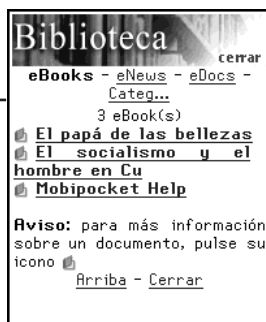 Biblioteca
cerrar
eBooks - eNews - eDocs -
Categ...
3 eBook(s)
El papá de las bellezas
El socialismo y el
hombre en Cu
Mobipocket Help
Aviso: para más información
sobre un documento, pulse su
icono
Arriba - Cerrar